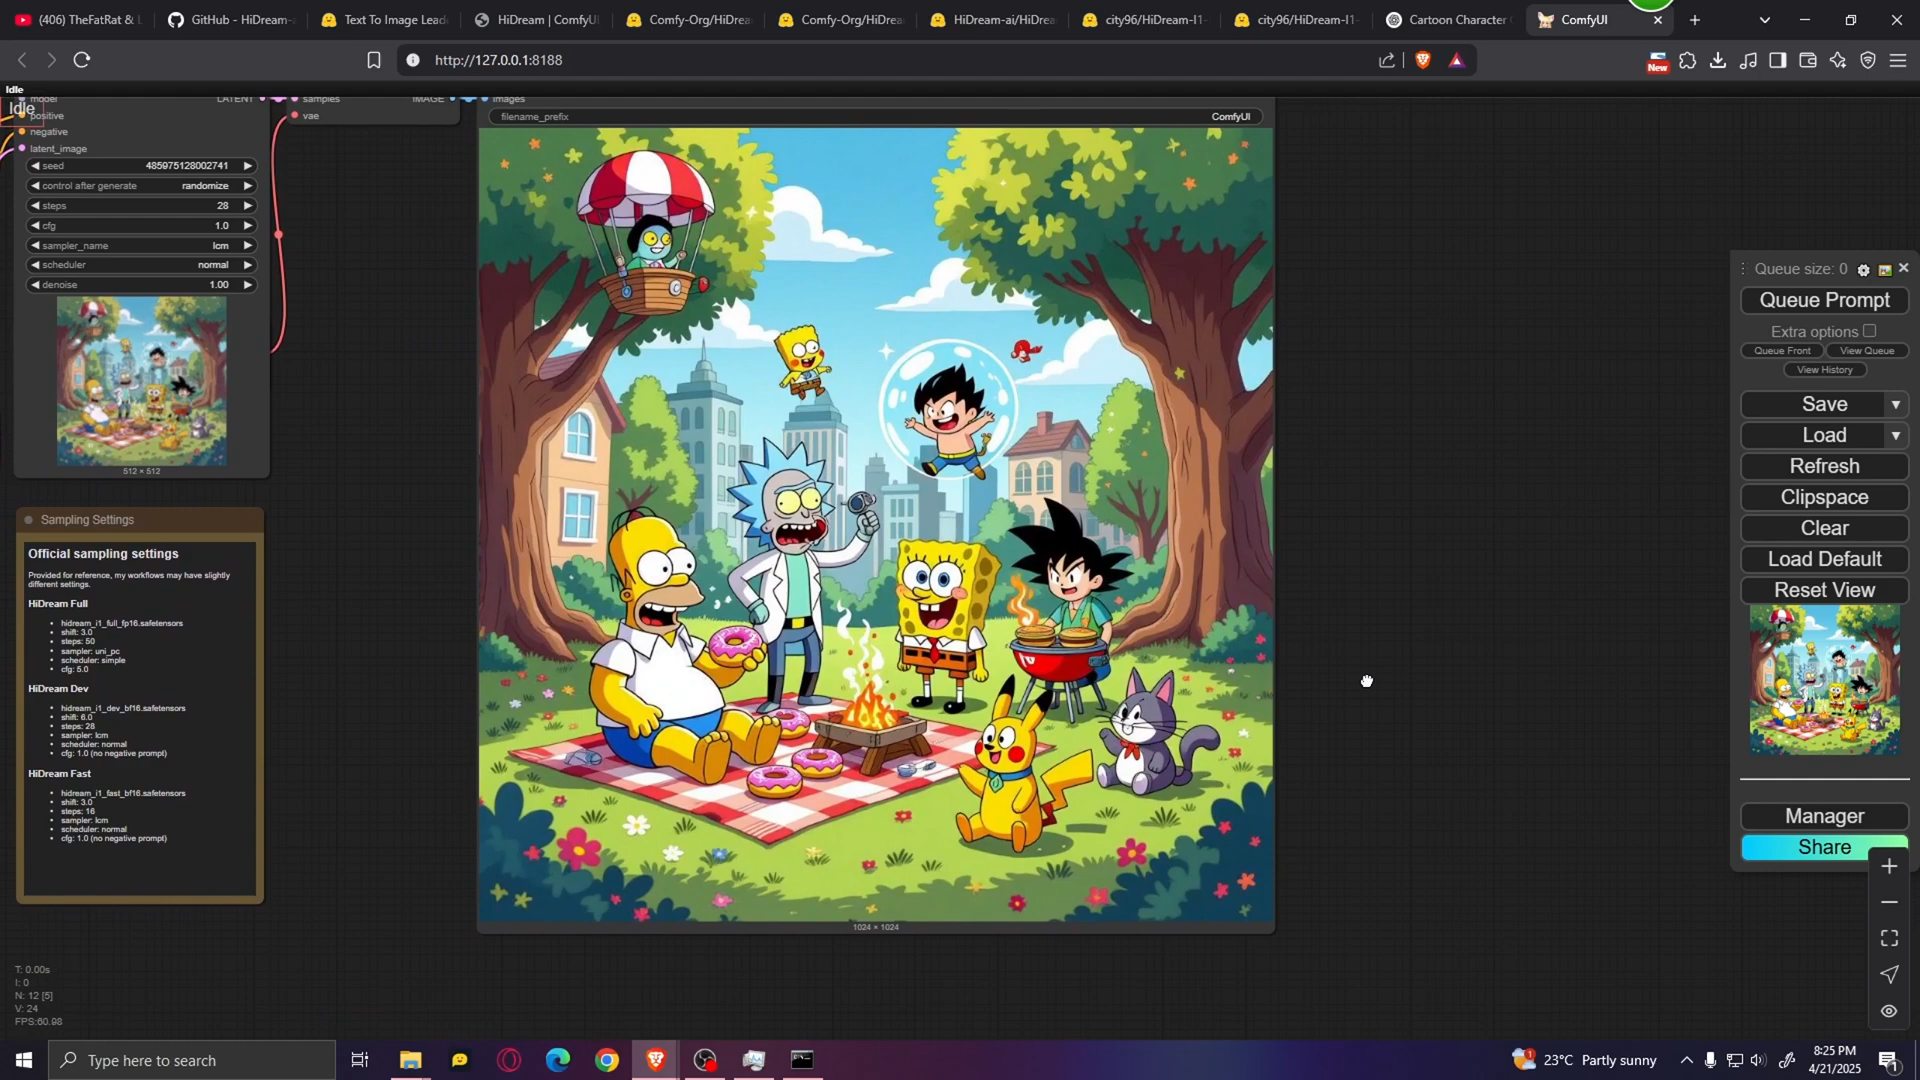 (406) TheFatRat &
GitHub - HiDream-
Text To Image Lead
HiDream | ComfyU
Comfy-Org/HiDrea
Comfy-Org/HiDrea
HiDream-ai/HiDrea
city96/HiDream-I1-
city96/HiDream-I1-
Cartoon Character
ComfyUI
http://127.0.0.1:8188
New
Idle
Idle
model
LATENT
positive
negative
latent_image
seed 485975128002741
control after generate randomize
steps 28
cfg 1.0
sampler_name lcm
scheduler normal
denoise 1.00
512 × 512
samples
IMAGE
vae
images
filename_prefix ComfyUI
1024 × 1024
Sampling Settings
Official sampling settings
Provided for reference, my workflows may have slightly
different settings.
HiDream Full
hidream_i1_full_fp16.safetensors
shift: 3.0
steps: 50
sampler: uni_pc
scheduler: simple
cfg: 5.0
HiDream Dev
hidream_i1_dev_bf16.safetensors
shift: 6.0
steps: 28
sampler: lcm
scheduler: normal
cfg: 1.0 (no negative prompt)
HiDream Fast
hidream_i1_fast_bf16.safetensors
shift: 3.0
steps: 16
sampler: lcm
scheduler: normal
cfg: 1.0 (no negative prompt)
T: 0.00s
I: 0
N: 12 [5]
V: 24
FPS:60.98
Queue size: 0
Queue Prompt
Extra options
Queue Front
View Queue
View History
Save
Load
Refresh
Clipspace
Clear
Load Default
Reset View
Manager
Share
Type here to search
1
23°C Partly sunny
8:25 PM
4/21/2025
1